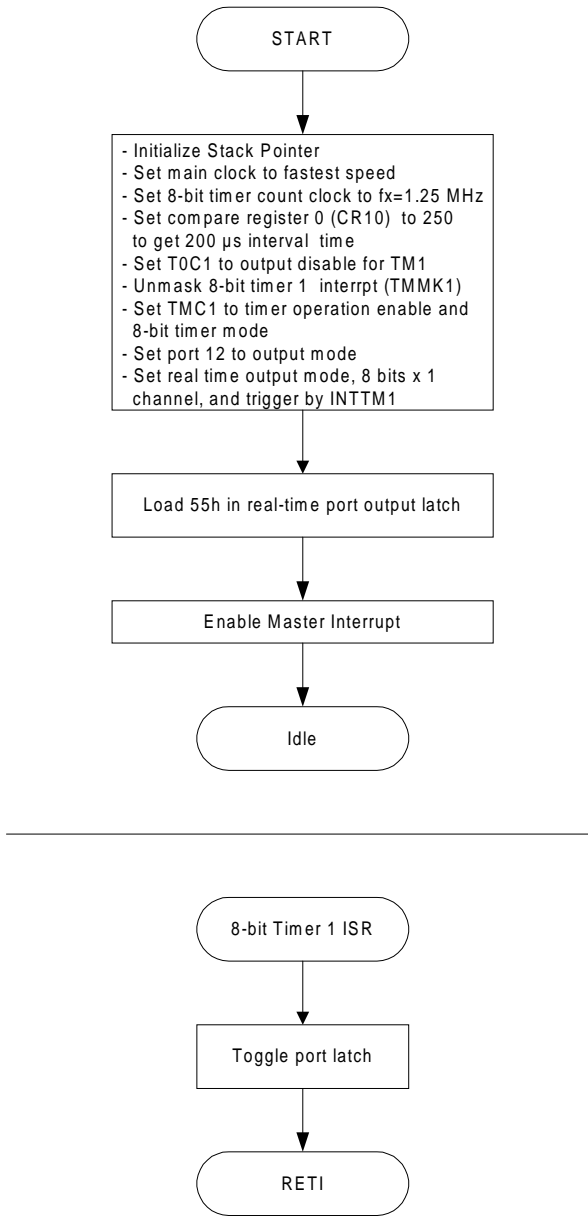 START
- Initialize Stack Pointer
- Set main clock to fastest speed
- Set 8-bit timer count clock to fx=1.25 MHz
- Set compare register 0 (CR10) to 250
to get 200 µs interval time
- Set T0C1 to output disable for TM1
- Unmask 8-bit timer 1 interrpt (TMMK1)
- Set TMC1 to timer operation enable and
8-bit timer mode
- Set port 12 to output mode
- Set real time output mode, 8 bits x 1
channel, and trigger by INTTM1
Load 55h in real-time port output latch
Enable Master Interrupt
Idle
8-bit Timer 1 ISR
Toggle port latch
RETI